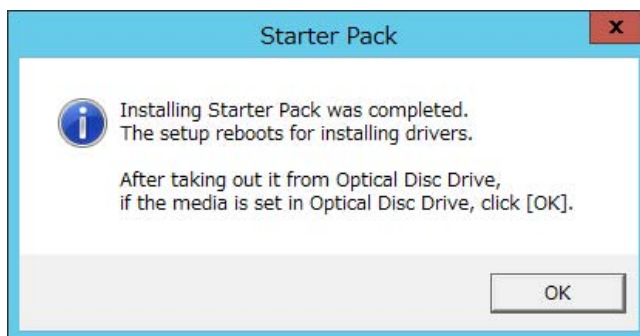 Starter Pack
x
Installing Starter Pack was completed.
The setup reboots for installing drivers.
After taking out it from Optical Disc Drive,
if the media is set in Optical Disc Drive, click [OK].
OK